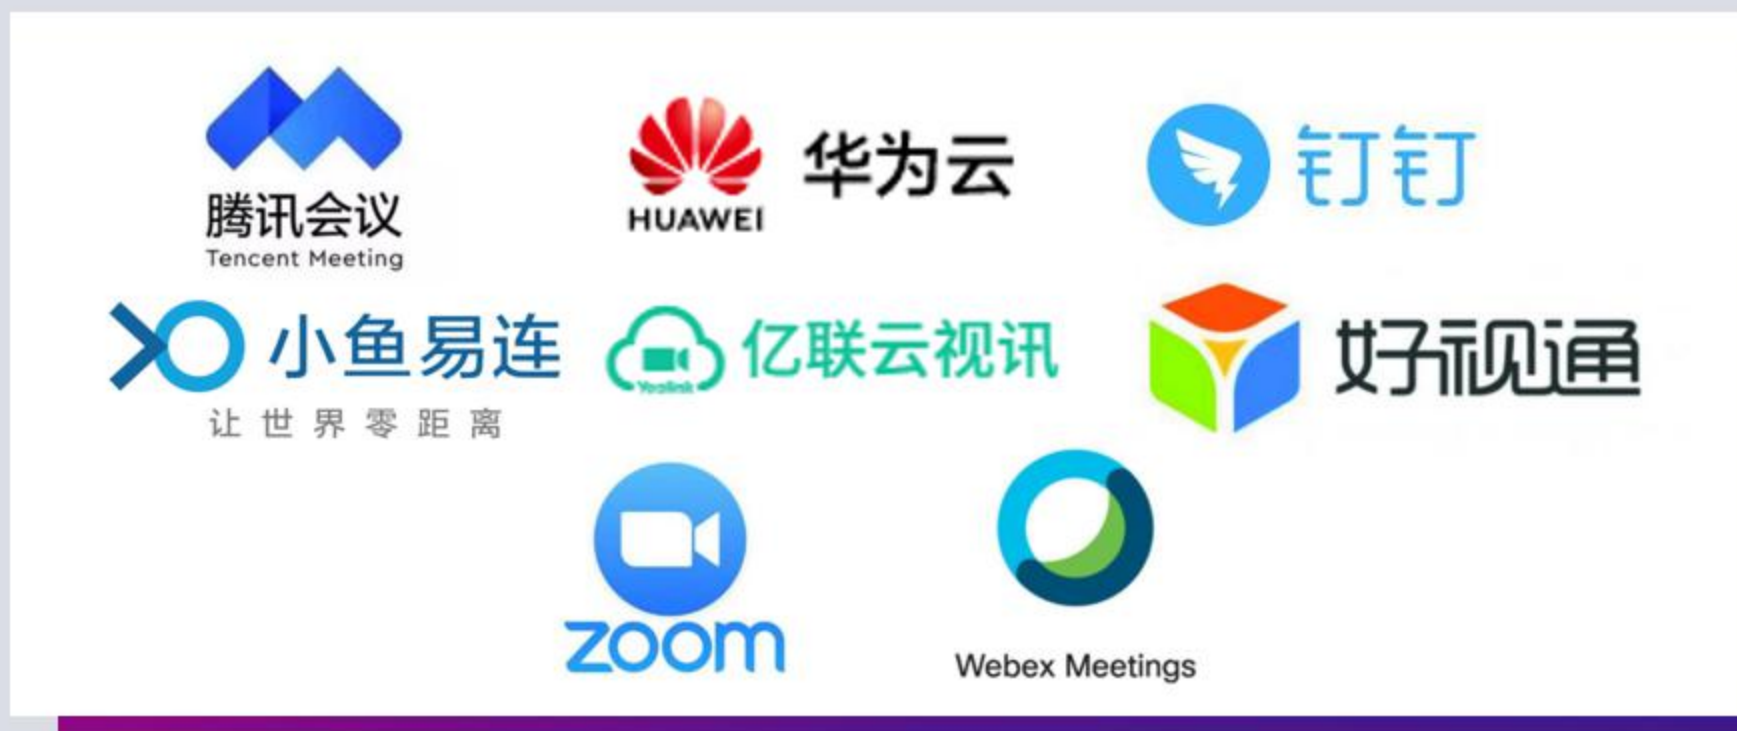 腾讯会议
Tencent Meeting
HUAWEI
华为云
钉钉
小鱼易连
让世界零距离
Yealink
亿联云视讯
好视通
zoom
Webex Meetings